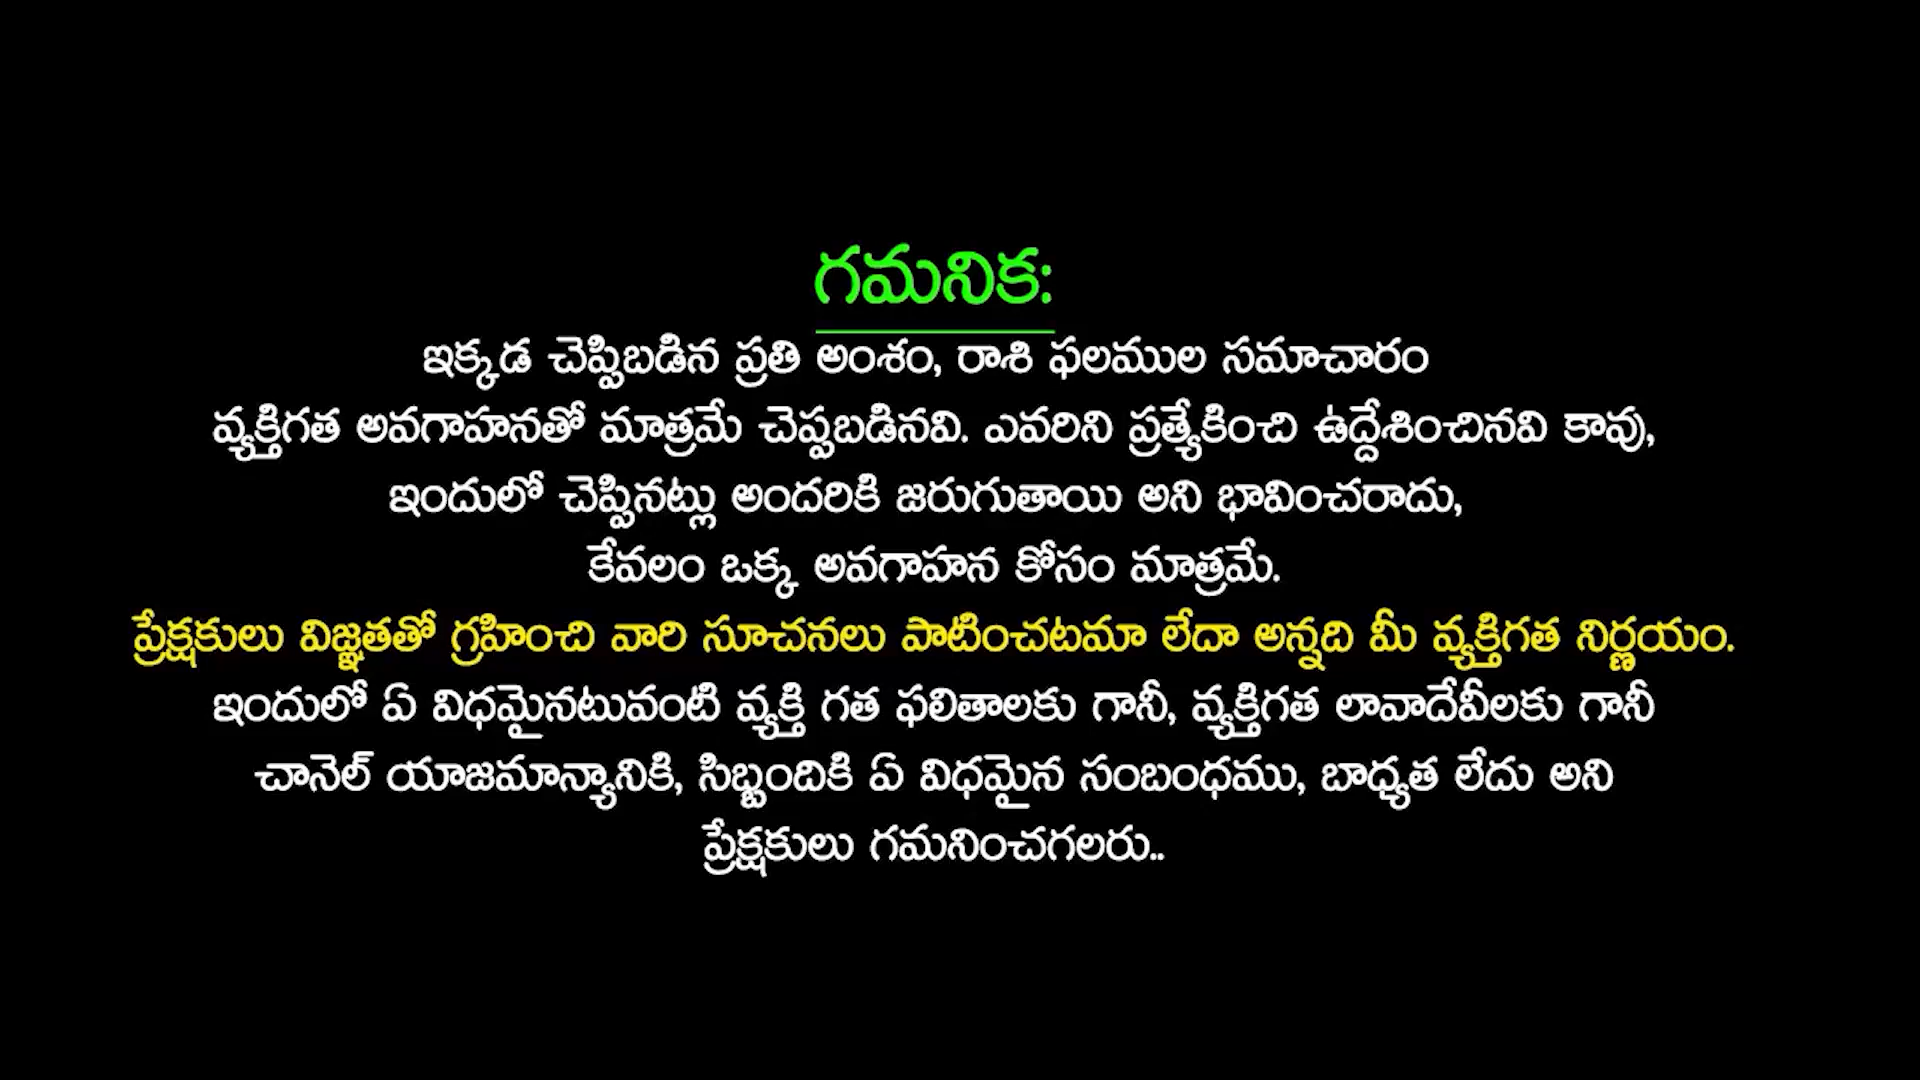 గమనిక:
ఇక్కడ చెప్పిబడిన ప్రతి అంశం, రాశి ఫలముల సమాచారం
వ్యక్తిగత అవగాహనతో మాత్రమే చెప్పబడినవి. ఎవరిని ప్రత్యేకించి ఉద్దేశించినవి కావు,
ఇందులో చెప్పినట్లు అందరికి జరుగుతాయి అని భావించరాదు,
కేవలం ఒక్క అవగాహన కోసం మాత్రమే.
ప్రేక్షకులు విజ్ఞతతో గ్రహించి వారి సూచనలు పాటించటమా లేదా అన్నది మీ వ్యక్తిగత నిర్ణయం.
ఇందులో ఏ విధమైనటువంటి వ్యక్తి గత ఫలితాలకు గానీ, వ్యక్తిగత లావాదేవీలకు గానీ
చానెల్ యాజమాన్యానికి, సిబ్బందికి ఏ విధమైన సంబంధము, బాధ్యత లేదు అని
ప్రేక్షకులు గమనించగలరు..